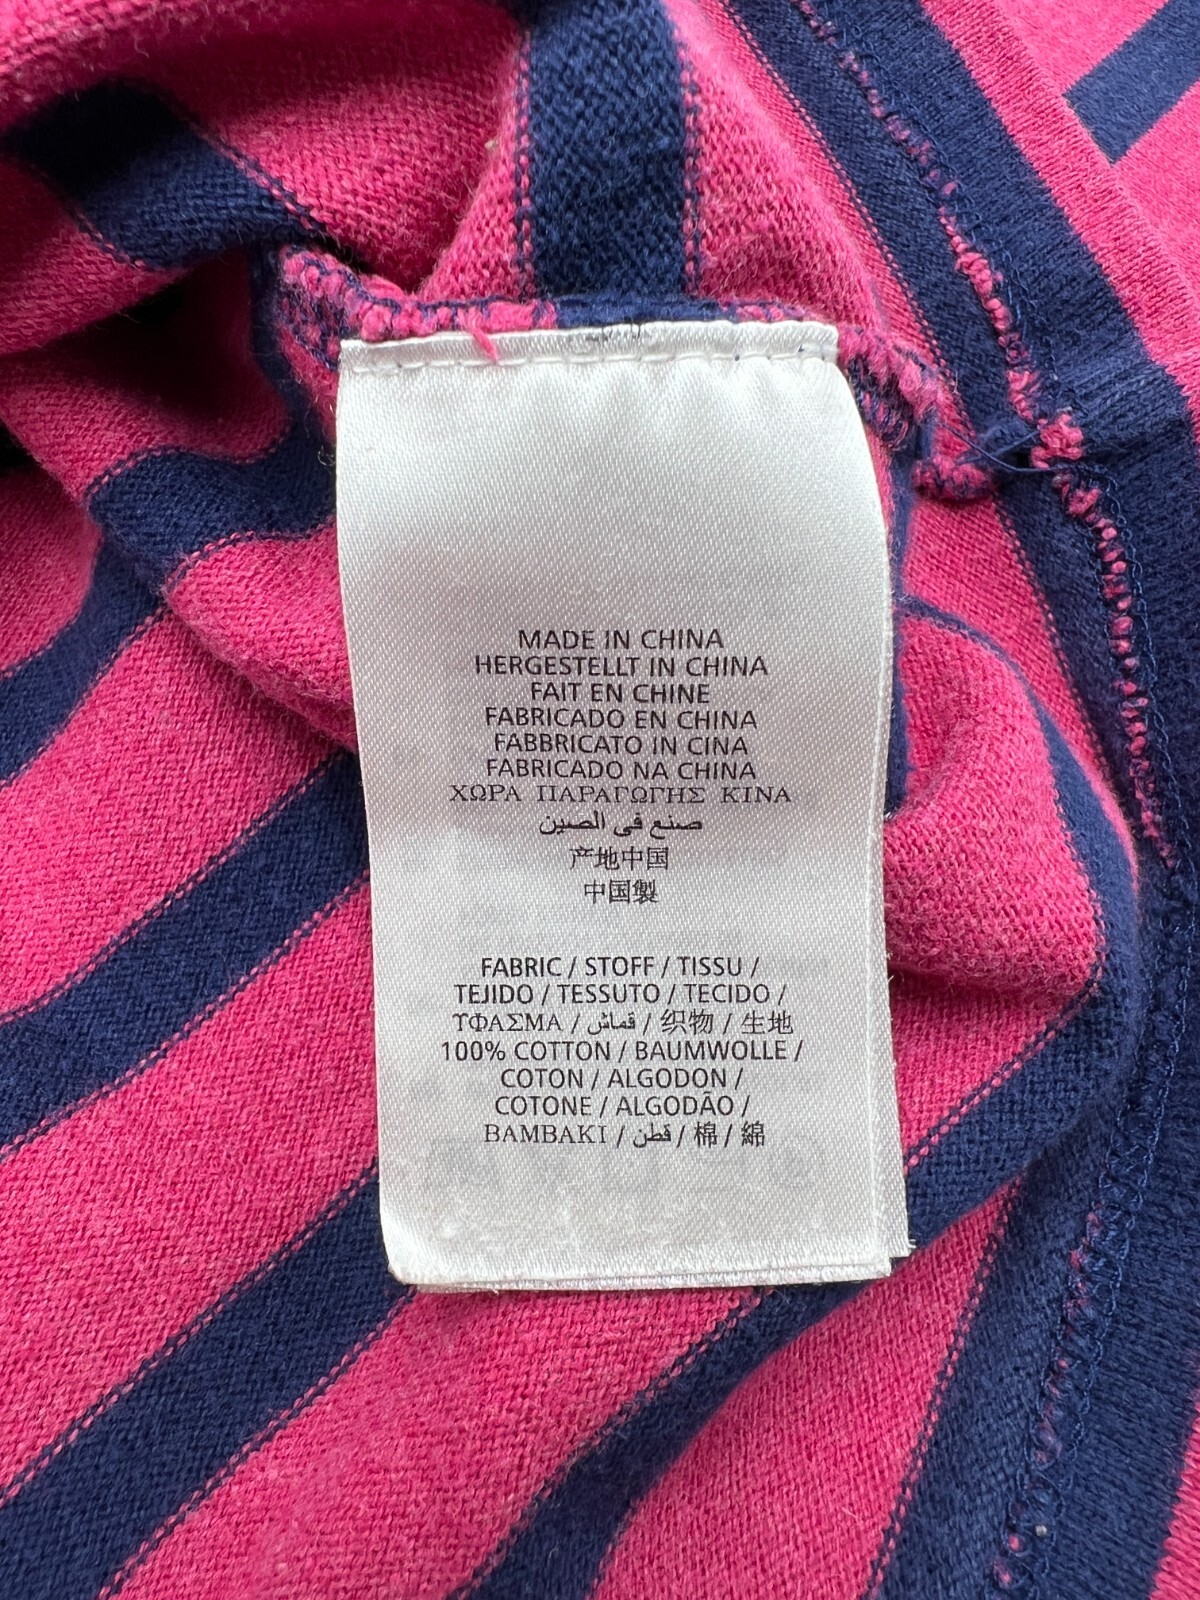 MADE IN CHINA
HERGESTELLT IN CHINA
FAIT EN CHINE
FABRICADO EN CHINA
FABBRICATO IN CINA
FABRICADO NA CHINA
ΧΩΡΑ ΠΑΡΑΓΩΓΗΣ ΚΙΝΑ
صنع في الصين
产地中国
中国製
FABRIC / STOFF / TISSU /
TEJIDO / TESSUTO / TECIDO /
ΥΦΑΣΜΑ / قماش / 织物 / 生地
100% COTTON / BAUMWOLLE /
COTON / ALGODON /
COTONE / ALGODÃO /
ΒΑΜΒΑΚΙ / قطن / 棉 / 綿